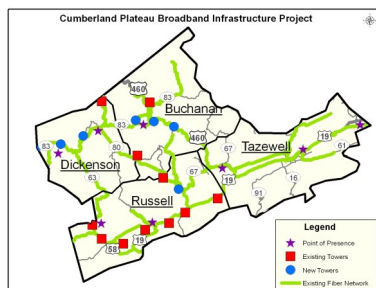 Cumberland Plateau Broadband Infrastructure Project
83
460
Buchanan
83
460
Tazewell
19
83
80
67
61
Dickenson
63
67
19
16
91
Russell
58
19
Legend
Point of Presence
Existing Towers
New Towers
Existing Fiber Network